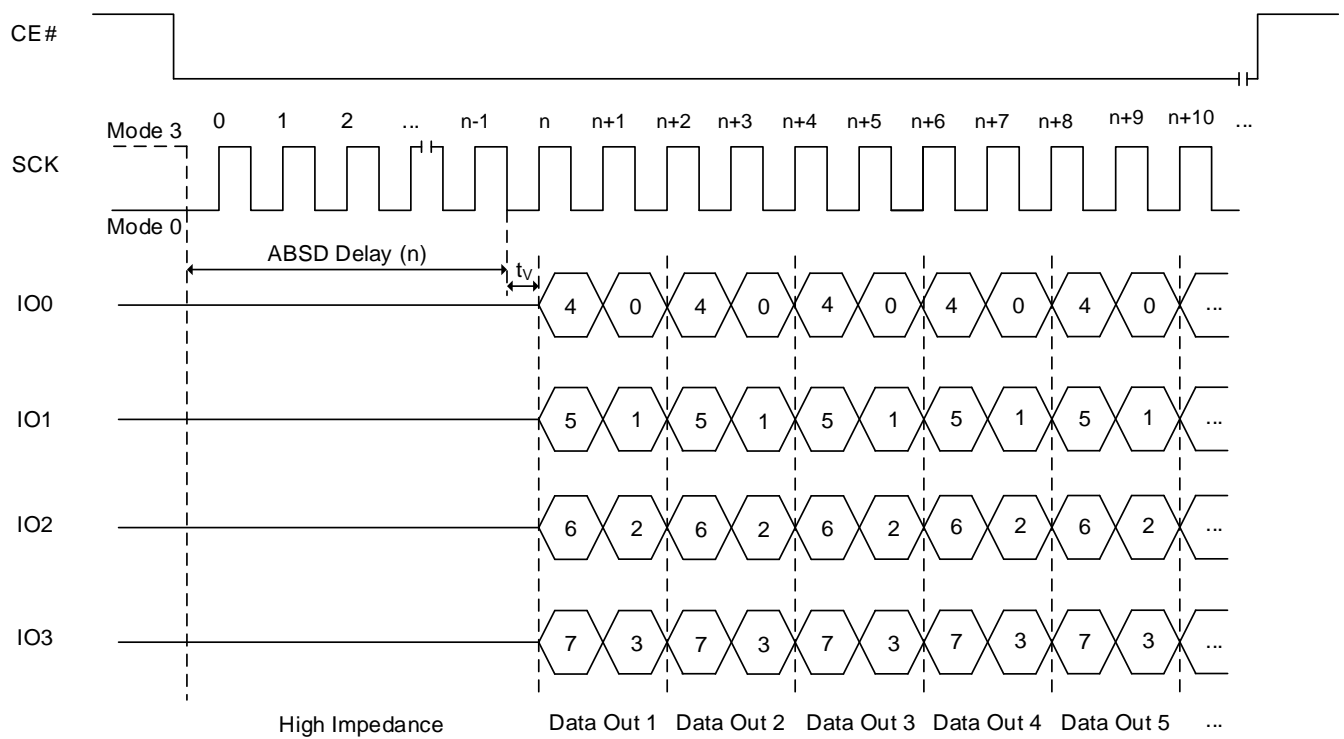 CE#
0 1 2 ... n-1 n n+1 n+2 n+3 n+4 n+5 n+6 n+7 n+8 n+9 n+10 ...
Mode 3
SCK
Mode 0
ABSD Delay (n)
tV
IO0 4 0 4 0 4 0 4 0 4 0 ...
IO1 5 1 5 1 5 1 5 1 5 1 ...
IO2 6 2 6 2 6 2 6 2 6 2 ...
IO3 7 3 7 3 7 3 7 3 7 3 ...
High Impedance Data Out 1 Data Out 2 Data Out 3 Data Out 4 Data Out 5 ...